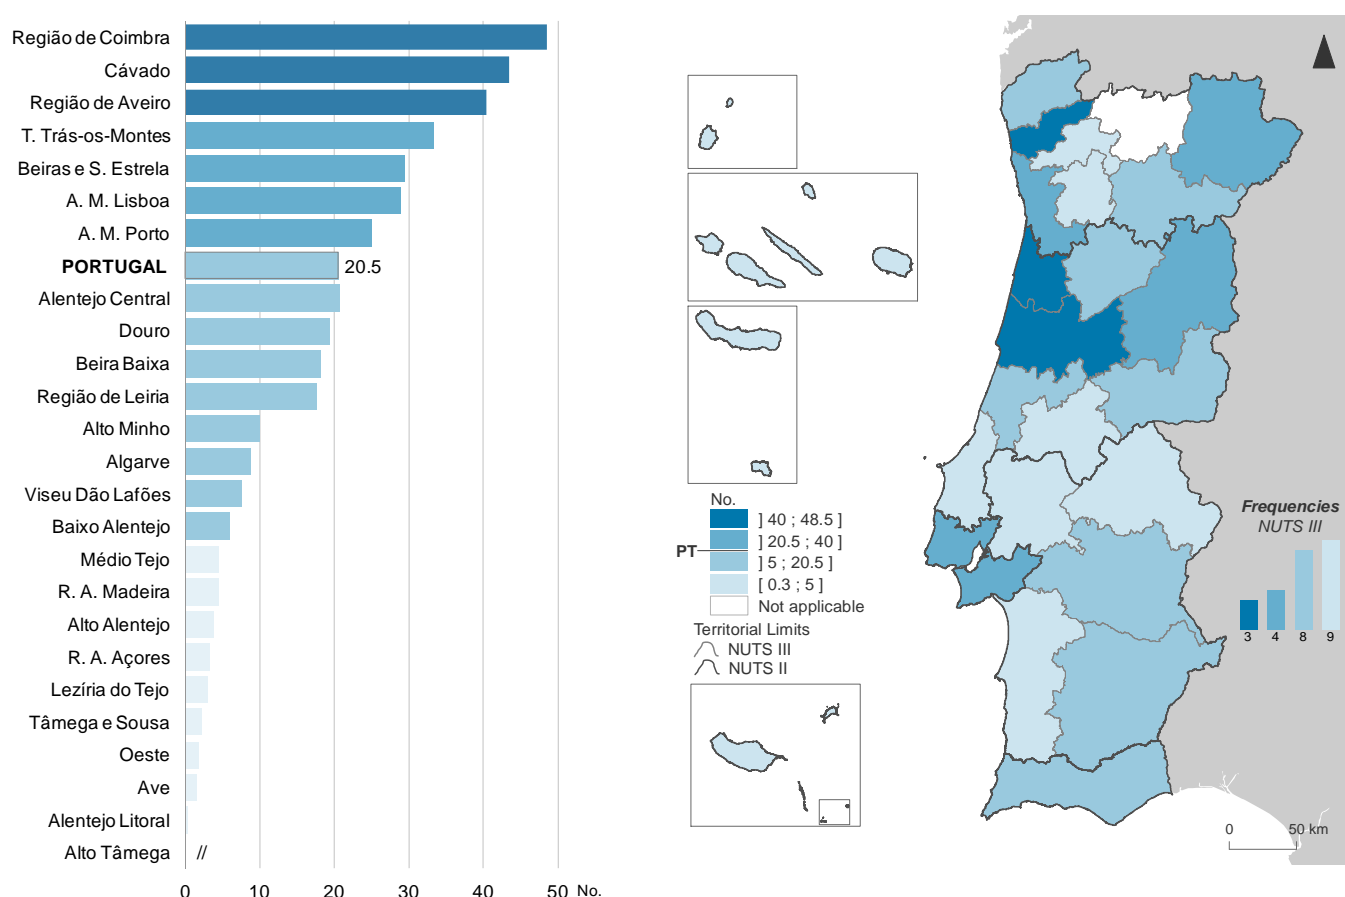 Região de Coimbra
Cávado
Região de Aveiro
T. Trás-os-Montes
Beiras e S. Estrela
A. M. Lisboa
A. M. Porto
PORTUGAL 20.5
Alentejo Central
Douro
Beira Baixa
Região de Leiria
Alto Minho
Algarve
Viseu Dão Lafões
Baixo Alentejo
Médio Tejo
R. A. Madeira
Alto Alentejo
R. A. Açores
Lezíria do Tejo
Tâmega e Sousa
Oeste
Ave
Alentejo Litoral
Alto Tâmega //
0 10 20 30 40 50 No.
No.
] 40 ; 48.5 ]
] 20.5 ; 40 ]
PT
] 5 ; 20.5 ]
[ 0.3 ; 5 ]
Not applicable
Territorial Limits
NUTS III
NUTS II
Frequencies
NUTS III
3 4 8 9
0 50 km